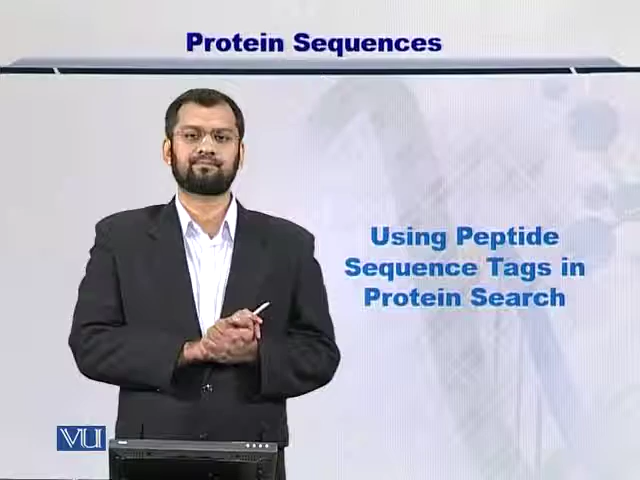 Protein Sequences
Using Peptide
Sequence Tags in
Protein Search
VU